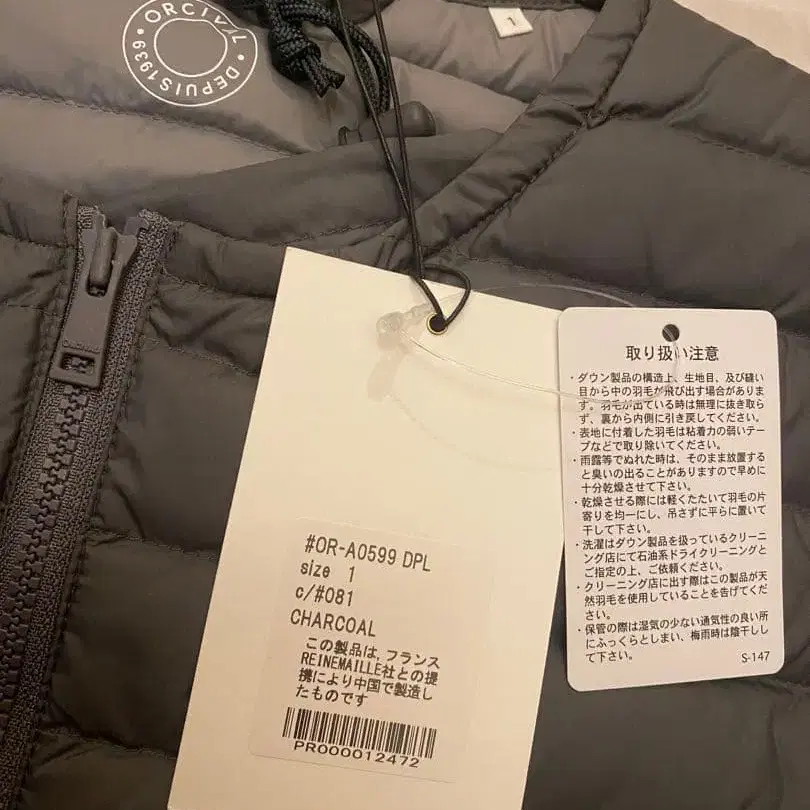 ORCIVAL • DEPUIS 1939 •
1
#OR-A0599 DPL
size 1
c/#081
CHARCOAL
この製品は、フランス
REINEMAILLE社との提
携により中国で製造し
たものです
PR000012472
取り扱い注意
・ダウン製品の構造上、生地目、及び縫い
目から中の羽毛が飛び出す場合がありま
す。羽毛が出ている時は無理に抜き取ら
ず、裏から内側に引き戻してください。
・表地に付着した羽毛は粘着力の弱いテー
プなどで取り除いてください。
・雨露等でぬれた時は、そのまま放置する
と臭いの出ることがありますので早めに
十分乾燥させて下さい。
・乾燥させる際には軽くたたいて羽毛の片
寄りを均一にし、吊さずに平らに置いて
干して下さい。
・洗濯はダウン製品を扱っているクリーニ
ング店にて石油系ドライクリーニングと
ご指定の上、ご依頼ください。
・クリーニング店に出す際はこの製品が天
然羽毛を使用していることを告げてくだ
さい。
・保管の際は湿気の少ない通気性の良い所
にふっくらとしまい、梅雨時は陰干しし
て下さい。
S-147